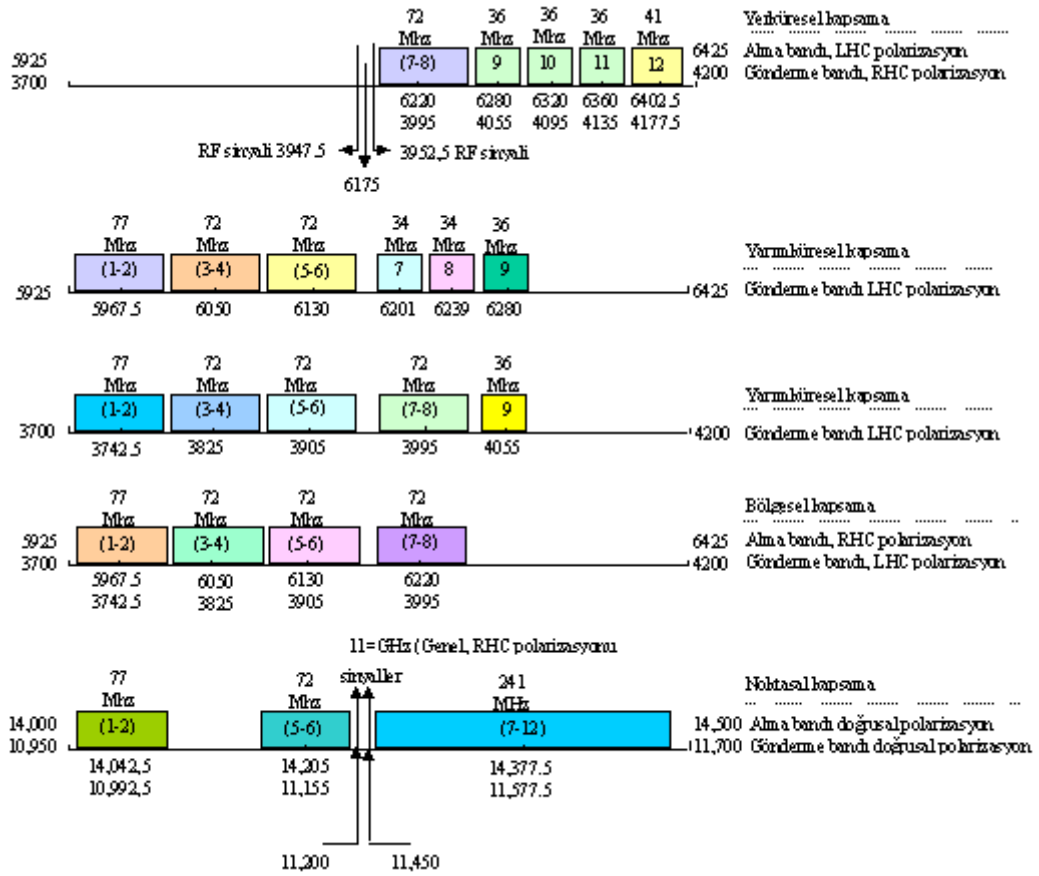 72 36 36 36 41
Mhz Mhz Mhz Mhz Mhz
Yerküresel kapsama
(7-8) 9 10 11 12
5925
3700
6425 Alma bandı, LHC polarizasyon
4200 Gönderme bandı, RHC polarizasyon
6220 6280 6320 6360 6402.5
3995 4055 4095 4135 4177.5
RF sinyali 3947.5
3952,5 RF sinyali
6175
77 72 72 34 34 36
Mhz Mhz Mhz Mhz Mhz Mhz
Yarımküresel kapsama
(1-2) (3-4) (5-6) 7 8 9
5925
6425 Gönderme bandı LHC polarizasyon
5967.5 6050 6130 6201 6239 6280
77 72 72 72 36
Mhz Mhz Mhz Mhz Mhz
Yarımküresel kapsama
(1-2) (3-4) (5-6) (7-8) 9
3700
4200 Gönderme bandı LHC polarizasyon
3742.5 3825 3905 3995 4055
77 72 72 72
Mhz Mhz Mhz Mhz
Bölgesel kapsama
(1-2) (3-4) (5-6) (7-8)
5925
3700
6425 Alma bandı, RHC polarizasyon
4200 Gönderme bandı, LHC polarizasyon
5967.5 6050 6130 6220
3742.5 3825 3905 3995
11=GHz (Genel, RHC polarizasyonu
sinyaller
77 72 241
Mhz Mhz MHz
Noktasal kapsama
(1-2) (5-6) (7-12)
14,000
10,950
14,500 Alma bandı doğrusal polarizasyon
11,700 Gönderme bandı doğrusal polarizasyon
14,042,5 14,205 14,377.5
10,992,5 11,155 11,577.5
11,200 11,450